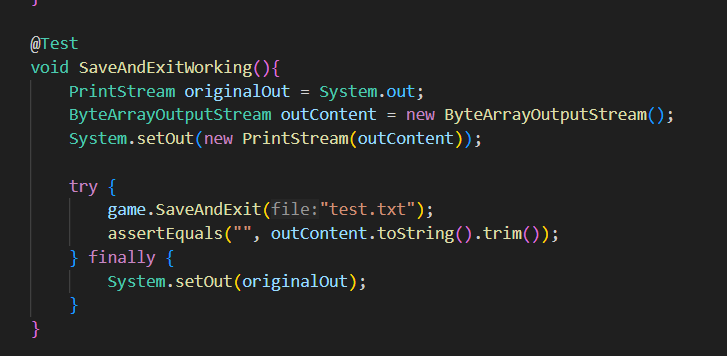 }
@Test
void SaveAndExitWorking(){
PrintStream originalOut = System.out;
ByteArrayOutputStream outContent = new ByteArrayOutputStream();
System.setOut(new PrintStream(outContent));
try {
game.SaveAndExit(file:"test.txt");
assertEquals("", outContent.toString().trim());
} finally {
System.setOut(originalOut);
}
}